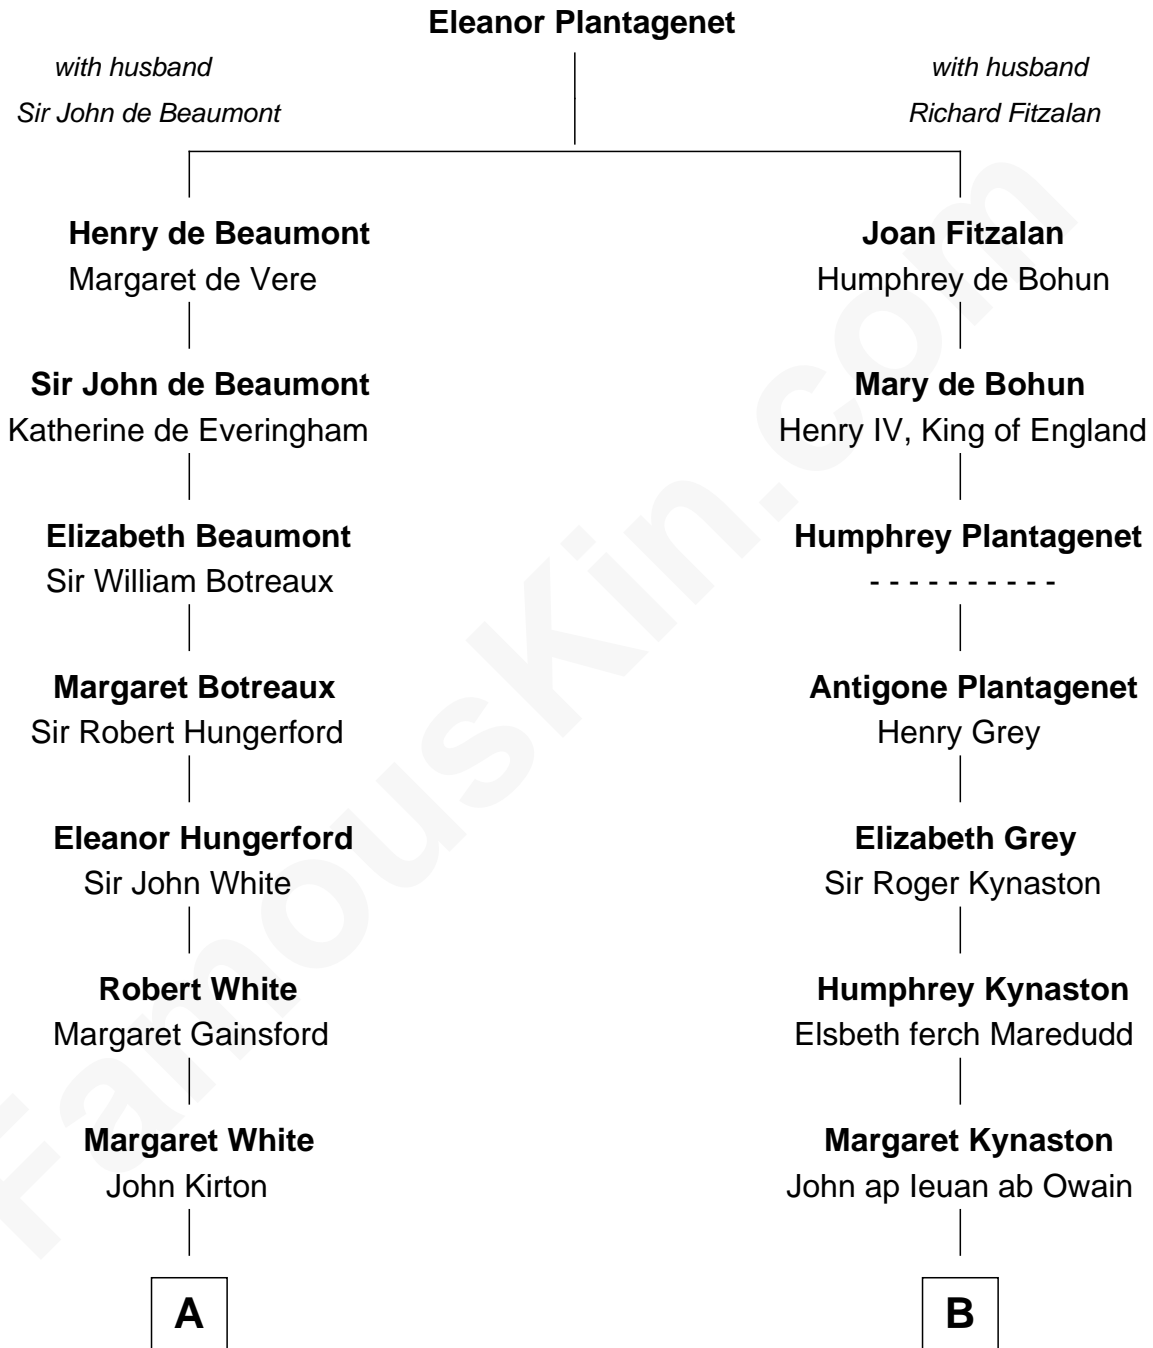 Eleanor Plantagenet
with husband
Sir John de Beaumont
with husband
Richard Fitzalan
Henry de Beaumont
Margaret de Vere
Sir John de Beaumont
Katherine de Everingham
Elizabeth Beaumont
Sir William Botreaux
Margaret Botreaux
Sir Robert Hungerford
Eleanor Hungerford
Sir John White
Robert White
Margaret Gainsford
Margaret White
John Kirton
A
Joan Fitzalan
Humphrey de Bohun
Mary de Bohun
Henry IV, King of England
Humphrey Plantagenet
- - - - - - - - - -
Antigone Plantagenet
Henry Grey
Elizabeth Grey
Sir Roger Kynaston
Humphrey Kynaston
Elsbeth ferch Maredudd
Margaret Kynaston
John ap Ieuan ab Owain
B
FamousKin.com